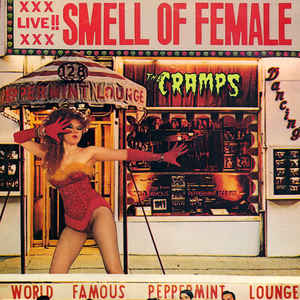 XXX
LIVE!!
XXX
SMELL OF FEMALE
128
PEPPERMINT LOUNGE
THE CRAMPS
Dancing
WORLD FAMOUS PEPPERMINT LOUNGE